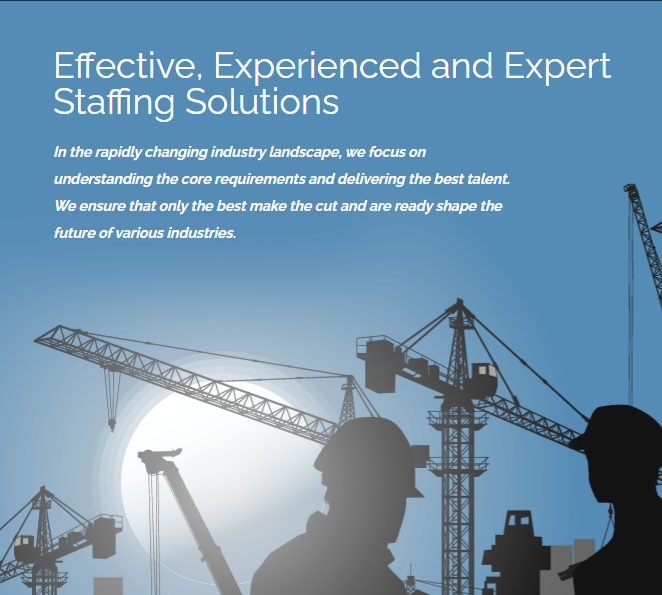 Effective, Experienced and Expert
Staffing Solutions
In the rapidly changing industry landscape, we focus on
understanding the core requirements and delivering the best talent.
We ensure that only the best make the cut and are ready shape the
future of various industries.